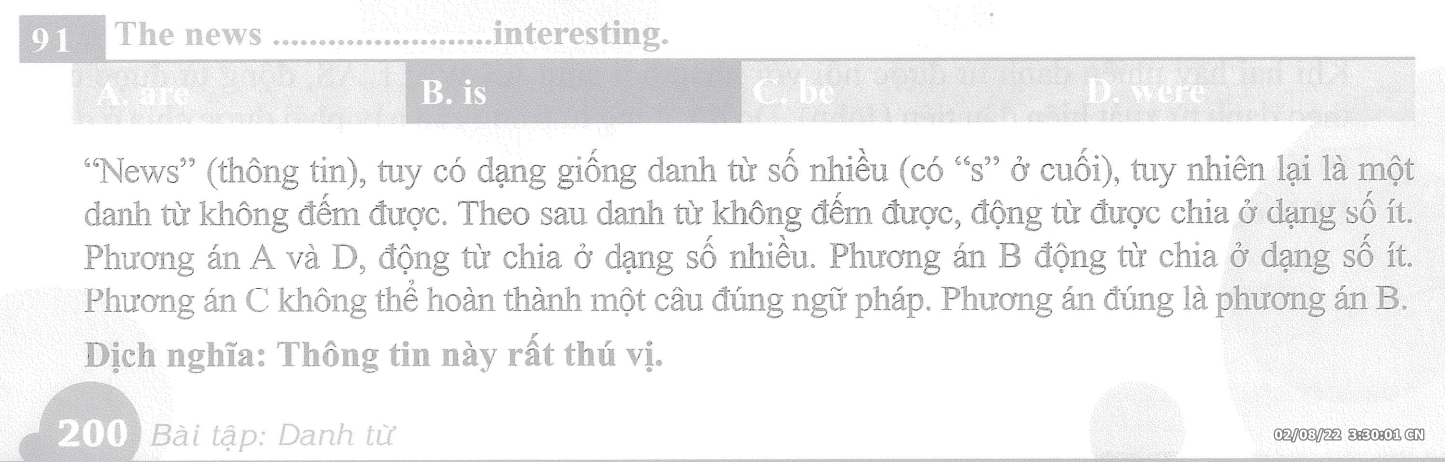 91 The news ........................interesting.
A. are B. is C. be D. were
“News” (thông tin), tuy có dạng giống danh từ số nhiều (có “s” ở cuối), tuy nhiên lại là một
danh từ không đếm được. Theo sau danh từ không đếm được, động từ được chia ở dạng số ít.
Phương án A và D, động từ chia ở dạng số nhiều. Phương án B động từ chia ở dạng số ít.
Phương án C không thể hoàn thành một câu đúng ngữ pháp. Phương án đúng là phương án B.
Dịch nghĩa: Thông tin này rất thú vị.
200 Bài tập: Danh từ
02/08/22 3:30:01 CN